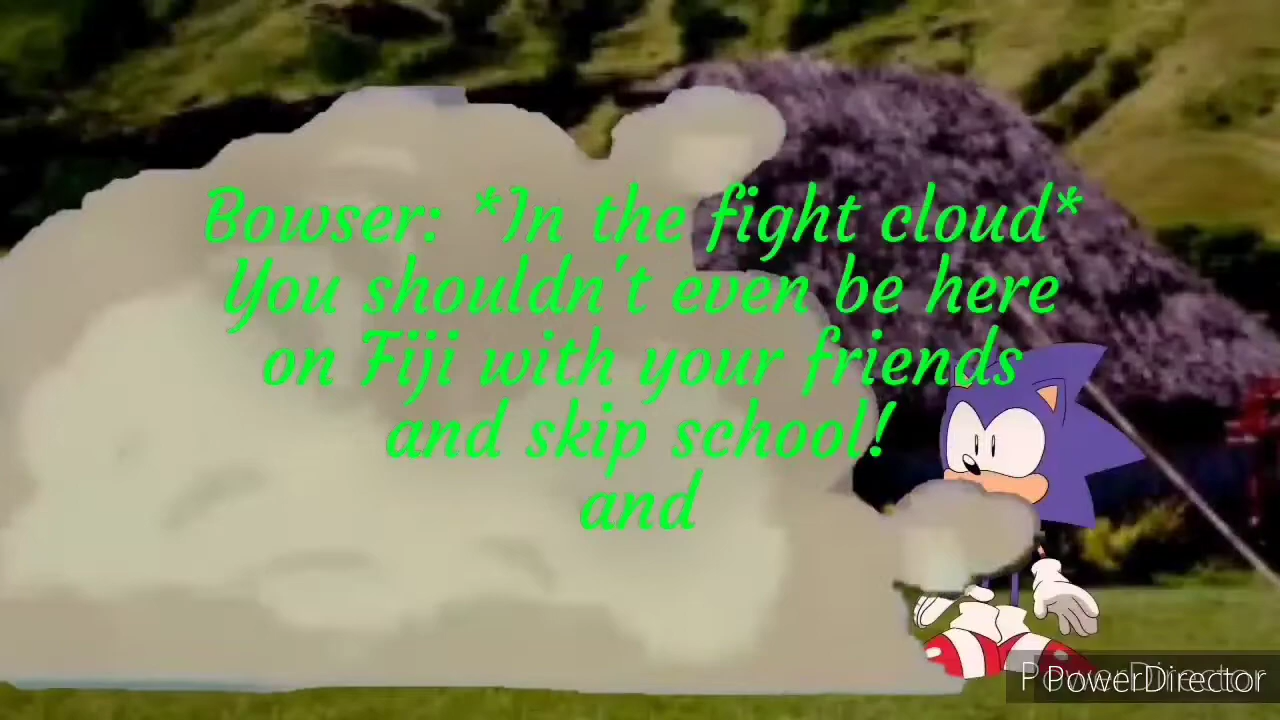 Bowser: *In the fight cloud*
You shouldn't even be here
on Fiji with your friends
and skip school!
and
PowerDirector